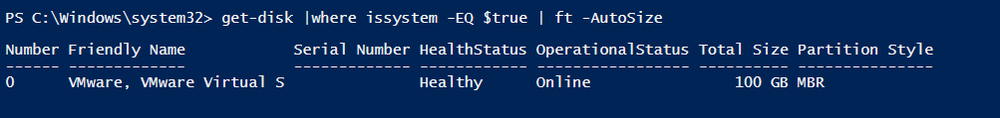 PS C:\Windows\system32> get-disk |where issystem -EQ $true | ft -AutoSize
Number Friendly Name Serial Number HealthStatus OperationalStatus Total Size Partition Style
------ ------------- ------------- ------------ ----------------- ---------- ---------------
0 VMware, VMware Virtual S Healthy Online 100 GB MBR